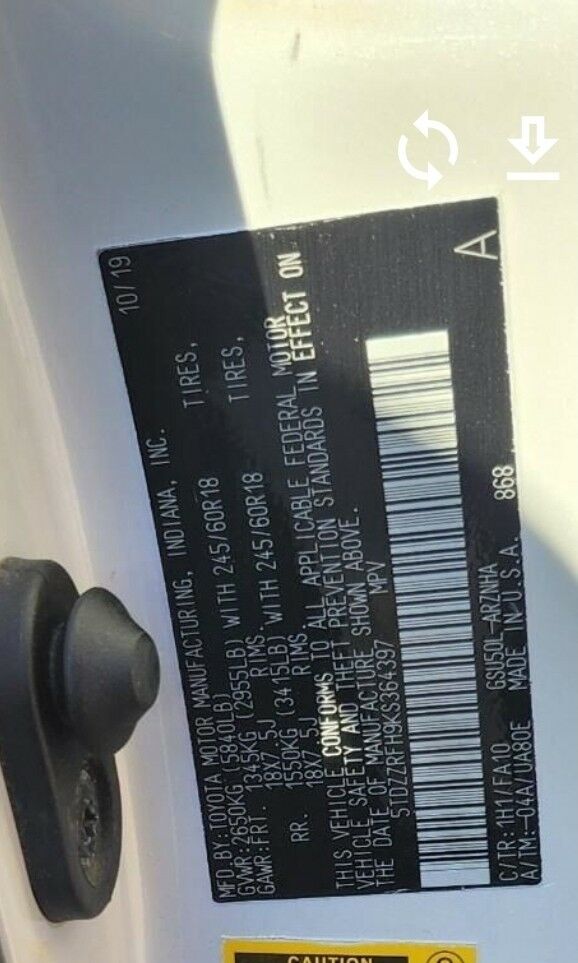 MFD.BY:TOYOTA MOTOR MANUFACTURING, INDIANA, INC. 10/19
GVWR:2650KG (5840LB)
GAWR:FRT. 1345KG (2955LB) WITH 245/60R18 TIRES,
18X7.5J RIMS.
RR. 1550KG (3415LB) WITH 245/60R18 TIRES,
18X7.5J RIMS.
THIS VEHICLE CONFORMS TO ALL APPLICABLE FEDERAL MOTOR
VEHICLE SAFETY AND THEFT PREVENTION STANDARDS IN EFFECT ON
THE DATE OF MANUFACTURE SHOWN ABOVE.
5TDZZRFH9KS364397 MPV
A
C/TR:1H1/FA10 GSU50L-ARZNHA 868
A/TM:-04A/UA80E MADE IN U.S.A.
CAUTION